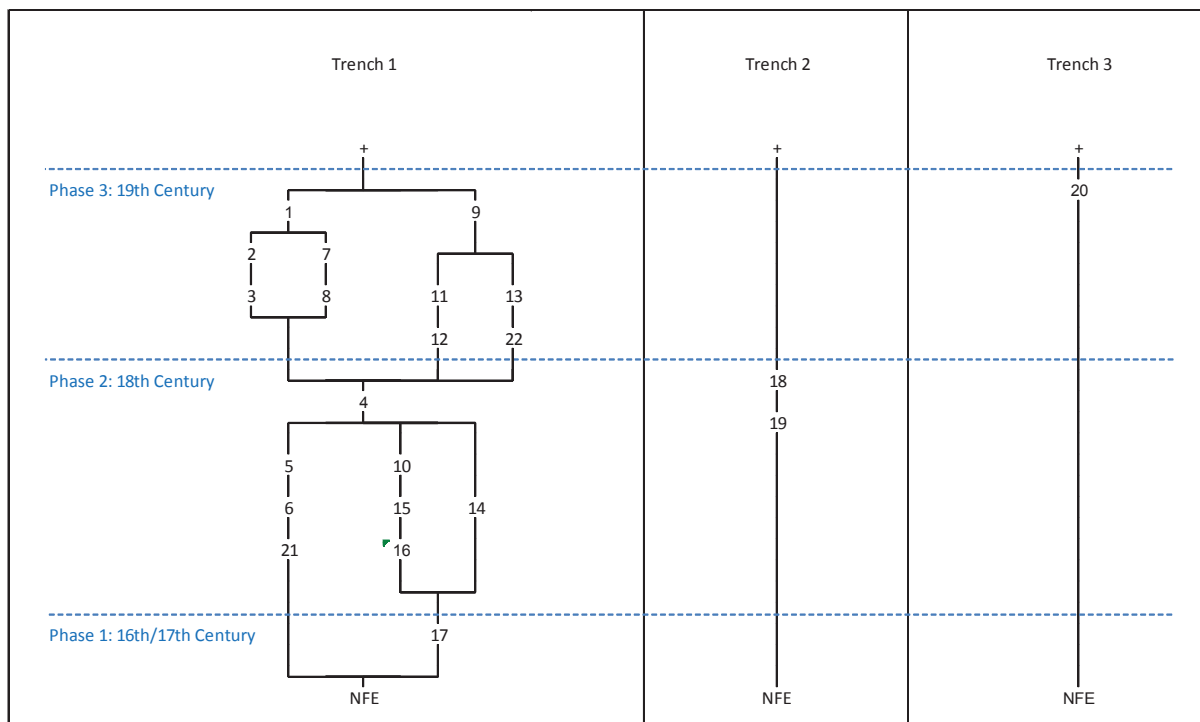 Trench 1 Trench 2 Trench 3
+ + +
Phase 3: 19th Century 20
1 9
2 7
3 8 11 13
12 22
Phase 2: 18th Century 18
4
19
5 10
6 15 14
21 16
Phase 1: 16th/17th Century 17
NFE NFE NFE